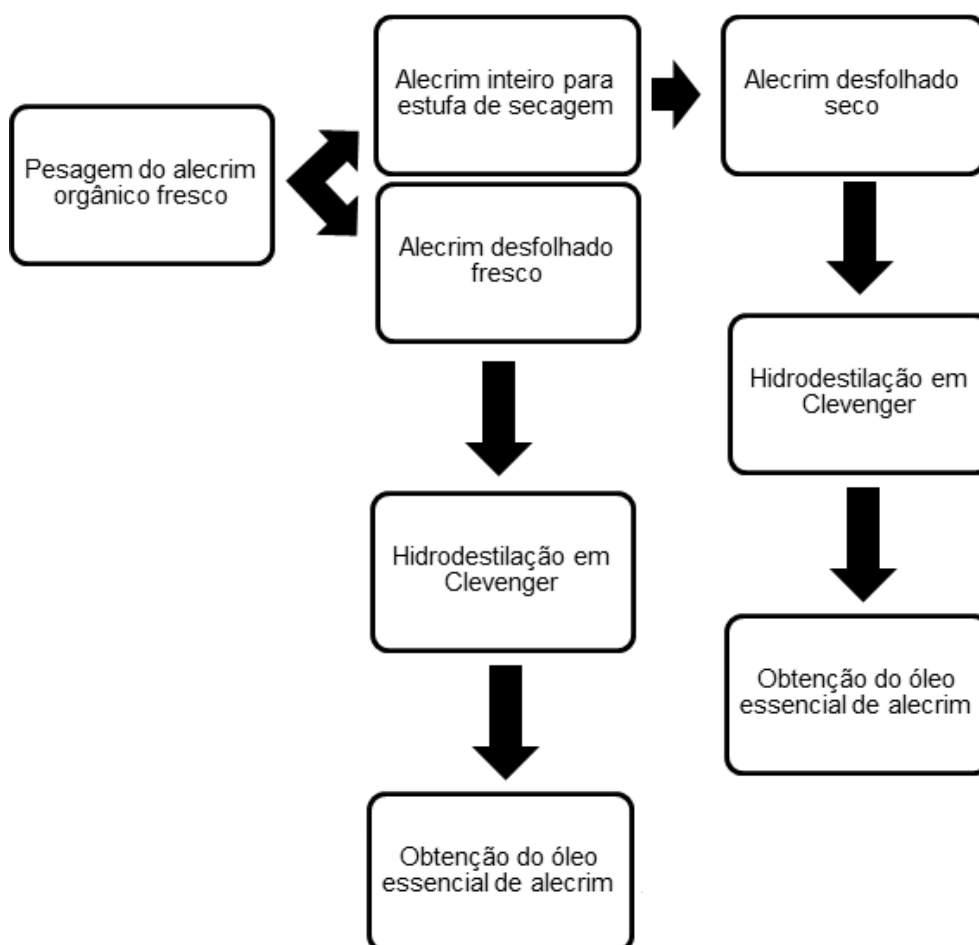 Pesagem do alecrim
orgânico fresco
Alecrim inteiro para
estufa de secagem
Alecrim desfolhado
seco
Alecrim desfolhado
fresco
Hidrodestilação em
Clevenger
Obtenção do óleo
essencial de alecrim
Hidrodestilação em
Clevenger
Obtenção do óleo
essencial de alecrim